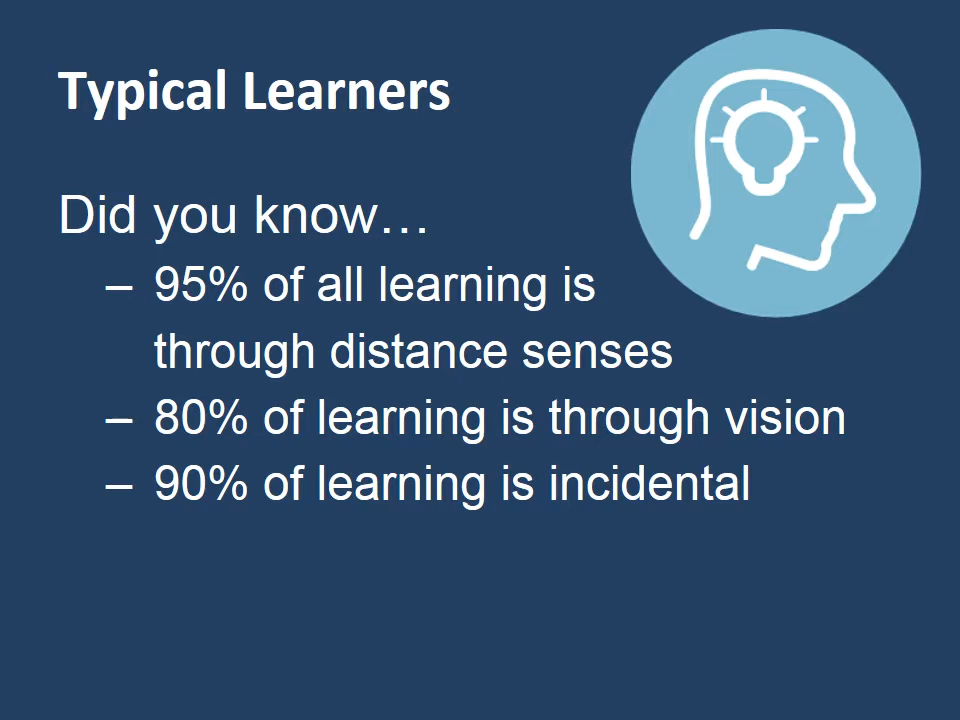 Typical Learners
Did you know…
– 95% of all learning is
through distance senses
– 80% of learning is through vision
– 90% of learning is incidental